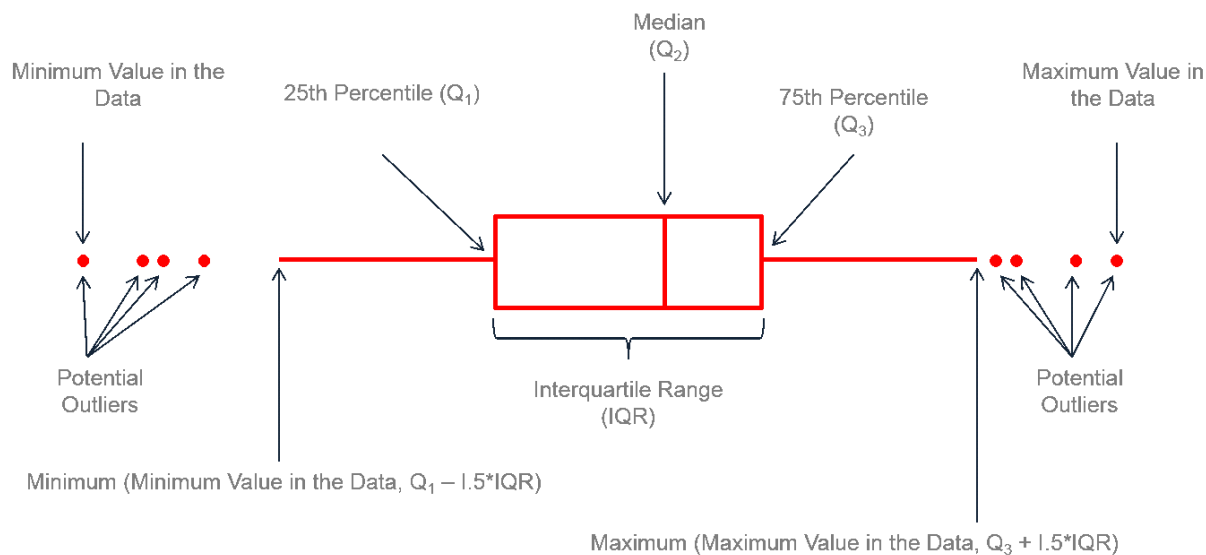 Median
(Q₂)
Minimum Value in the
Data
Maximum Value in
the Data
25th Percentile (Q₁)
75th Percentile
(Q₃)
Potential
Outliers
Interquartile Range
(IQR)
Potential
Outliers
Minimum (Minimum Value in the Data, Q₁ – I.5*IQR)
Maximum (Maximum Value in the Data, Q₃ + I.5*IQR)